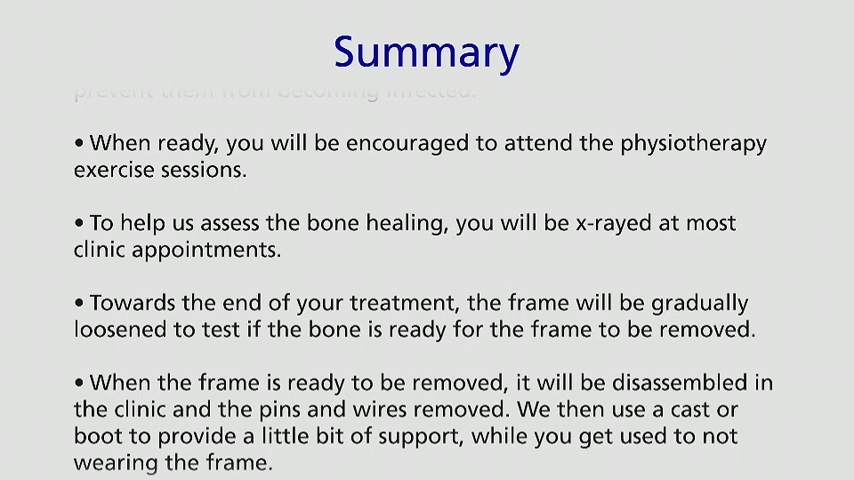 Summary
prevent them from becoming infected.
• When ready, you will be encouraged to attend the physiotherapy
exercise sessions.
• To help us assess the bone healing, you will be x-rayed at most
clinic appointments.
• Towards the end of your treatment, the frame will be gradually
loosened to test if the bone is ready for the frame to be removed.
• When the frame is ready to be removed, it will be disassembled in
the clinic and the pins and wires removed. We then use a cast or
boot to provide a little bit of support, while you get used to not
wearing the frame.